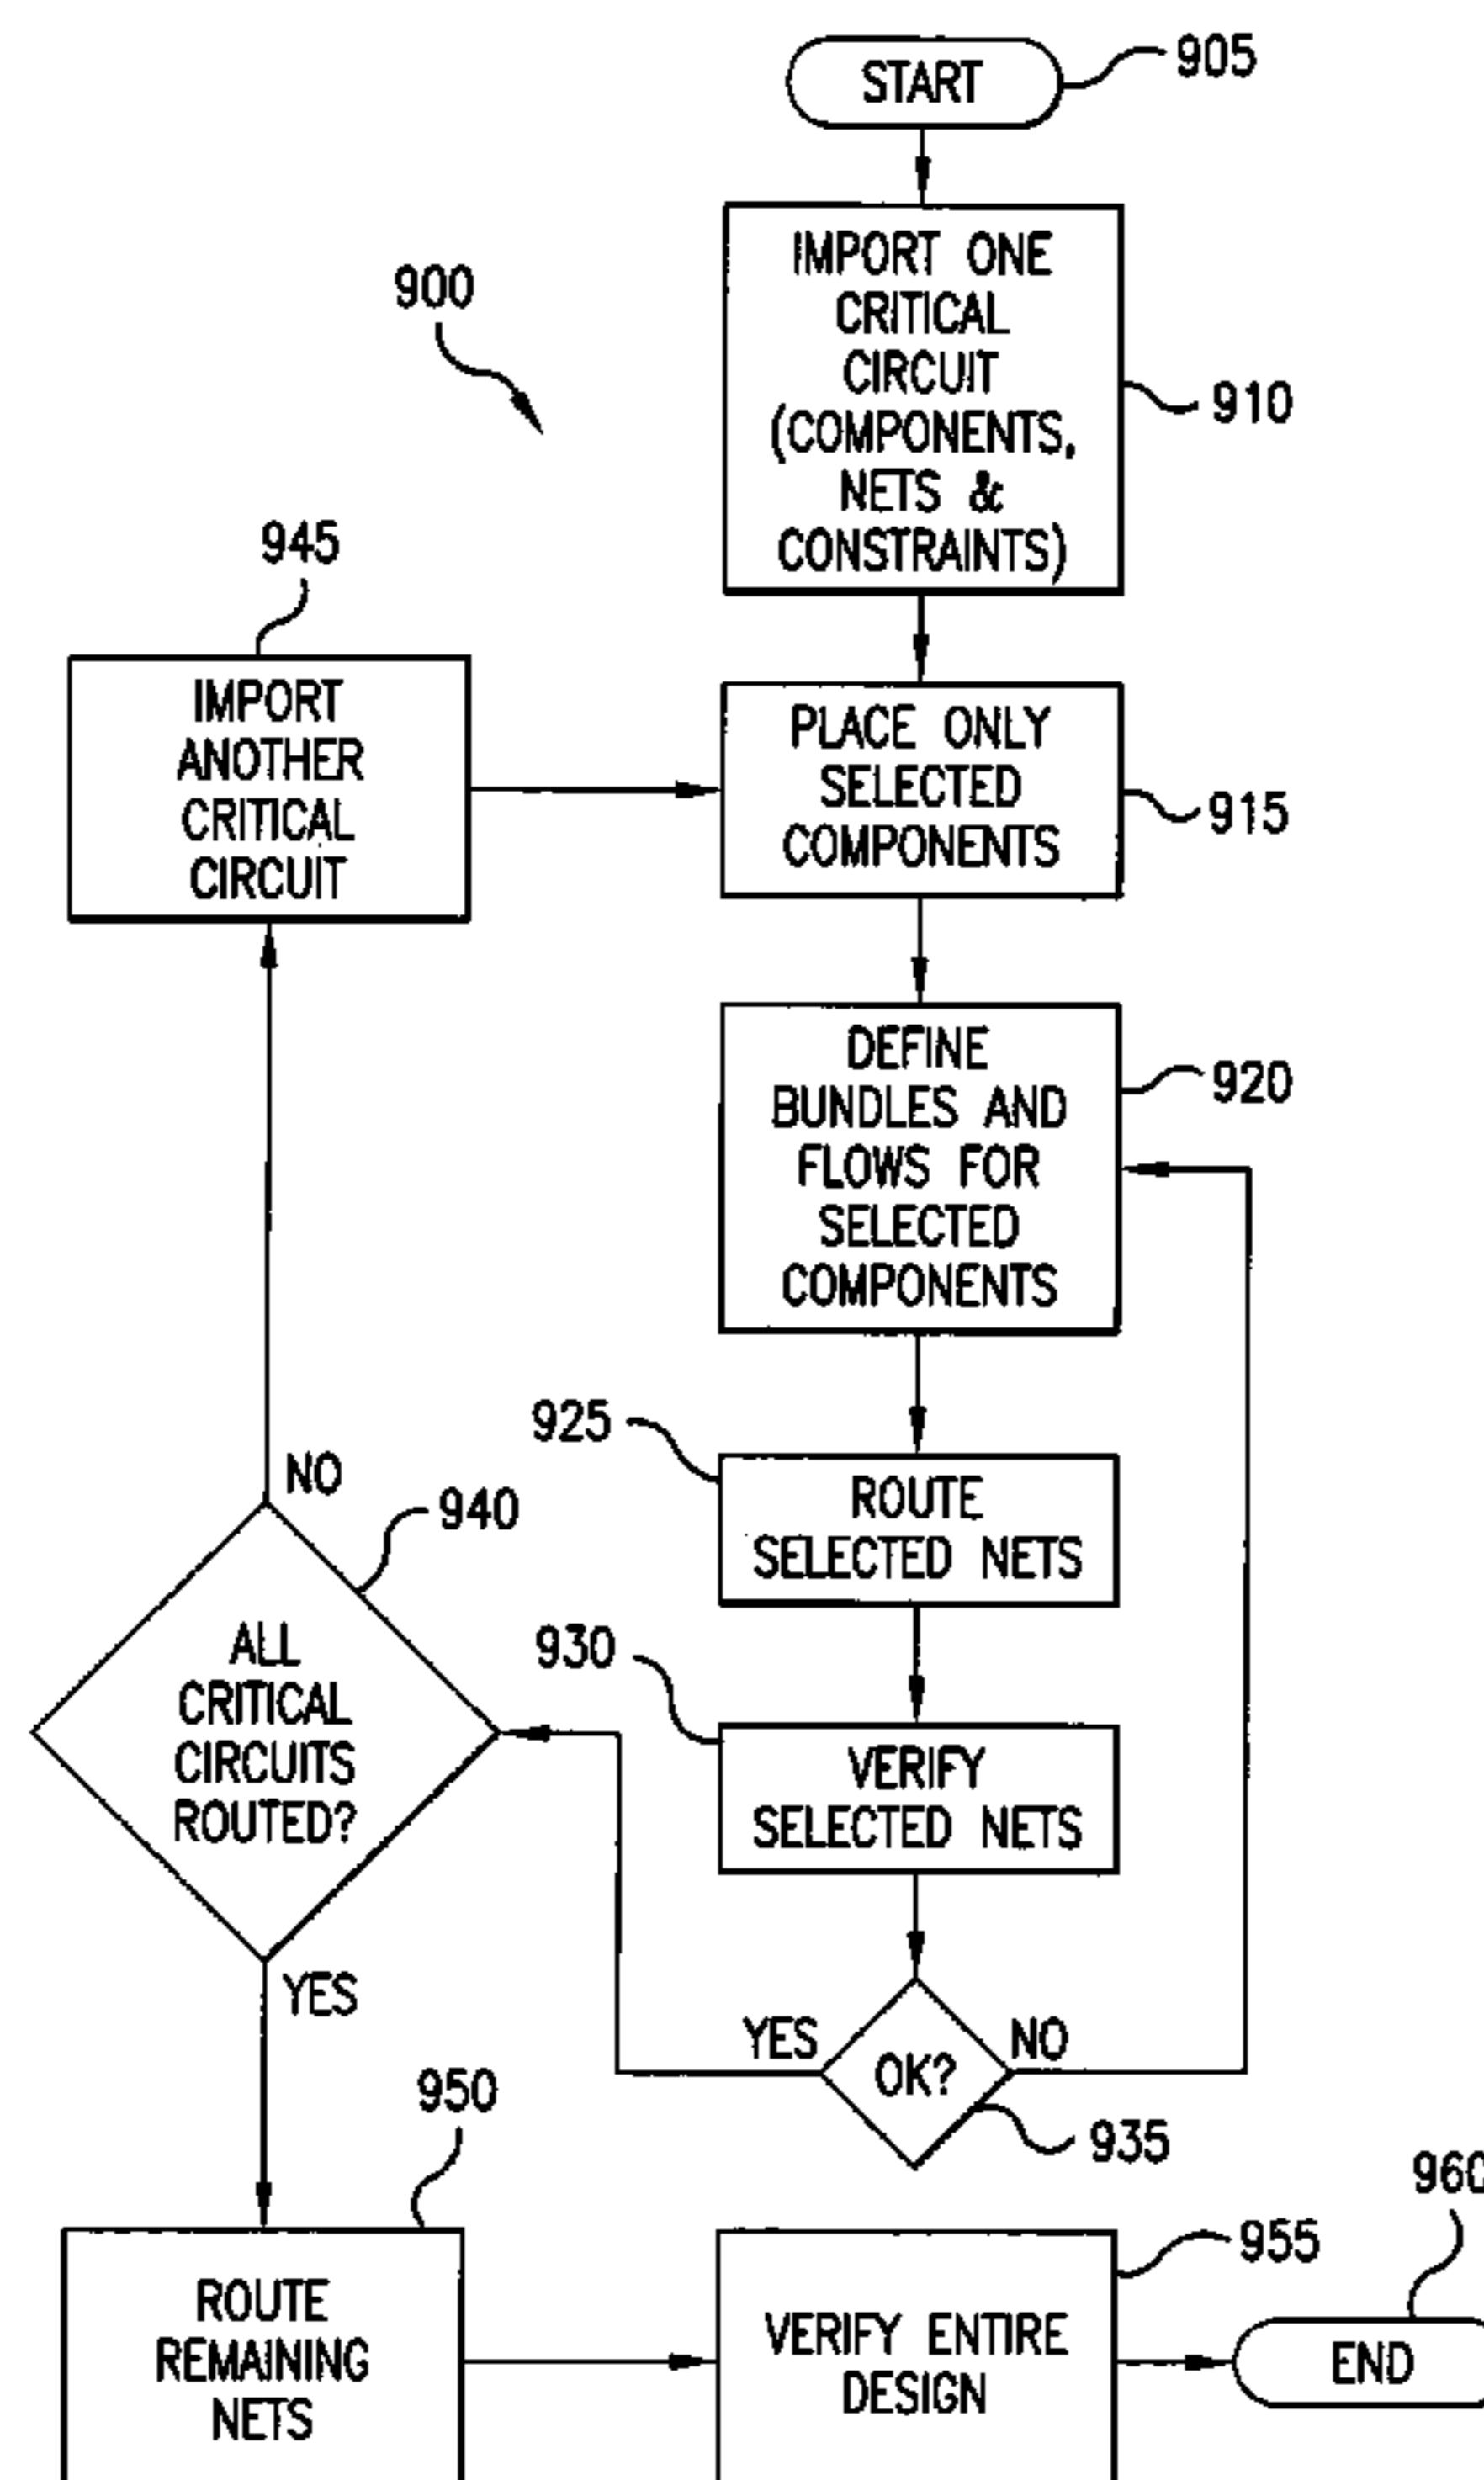 START
905
900
IMPORT ONE
CRITICAL
CIRCUIT
(COMPONENTS,
NETS &
CONSTRAINTS)
910
945
IMPORT
ANOTHER
CRITICAL
CIRCUIT
PLACE ONLY
SELECTED
COMPONENTS
915
DEFINE
BUNDLES AND
FLOWS FOR
SELECTED
COMPONENTS
920
925
ROUTE
SELECTED NETS
NO
940
ALL
CRITICAL
CIRCUITS
ROUTED?
930
VERIFY
SELECTED NETS
YES
YES
OK?
NO
935
950
ROUTE
REMAINING
NETS
955
VERIFY ENTIRE
DESIGN
960
END